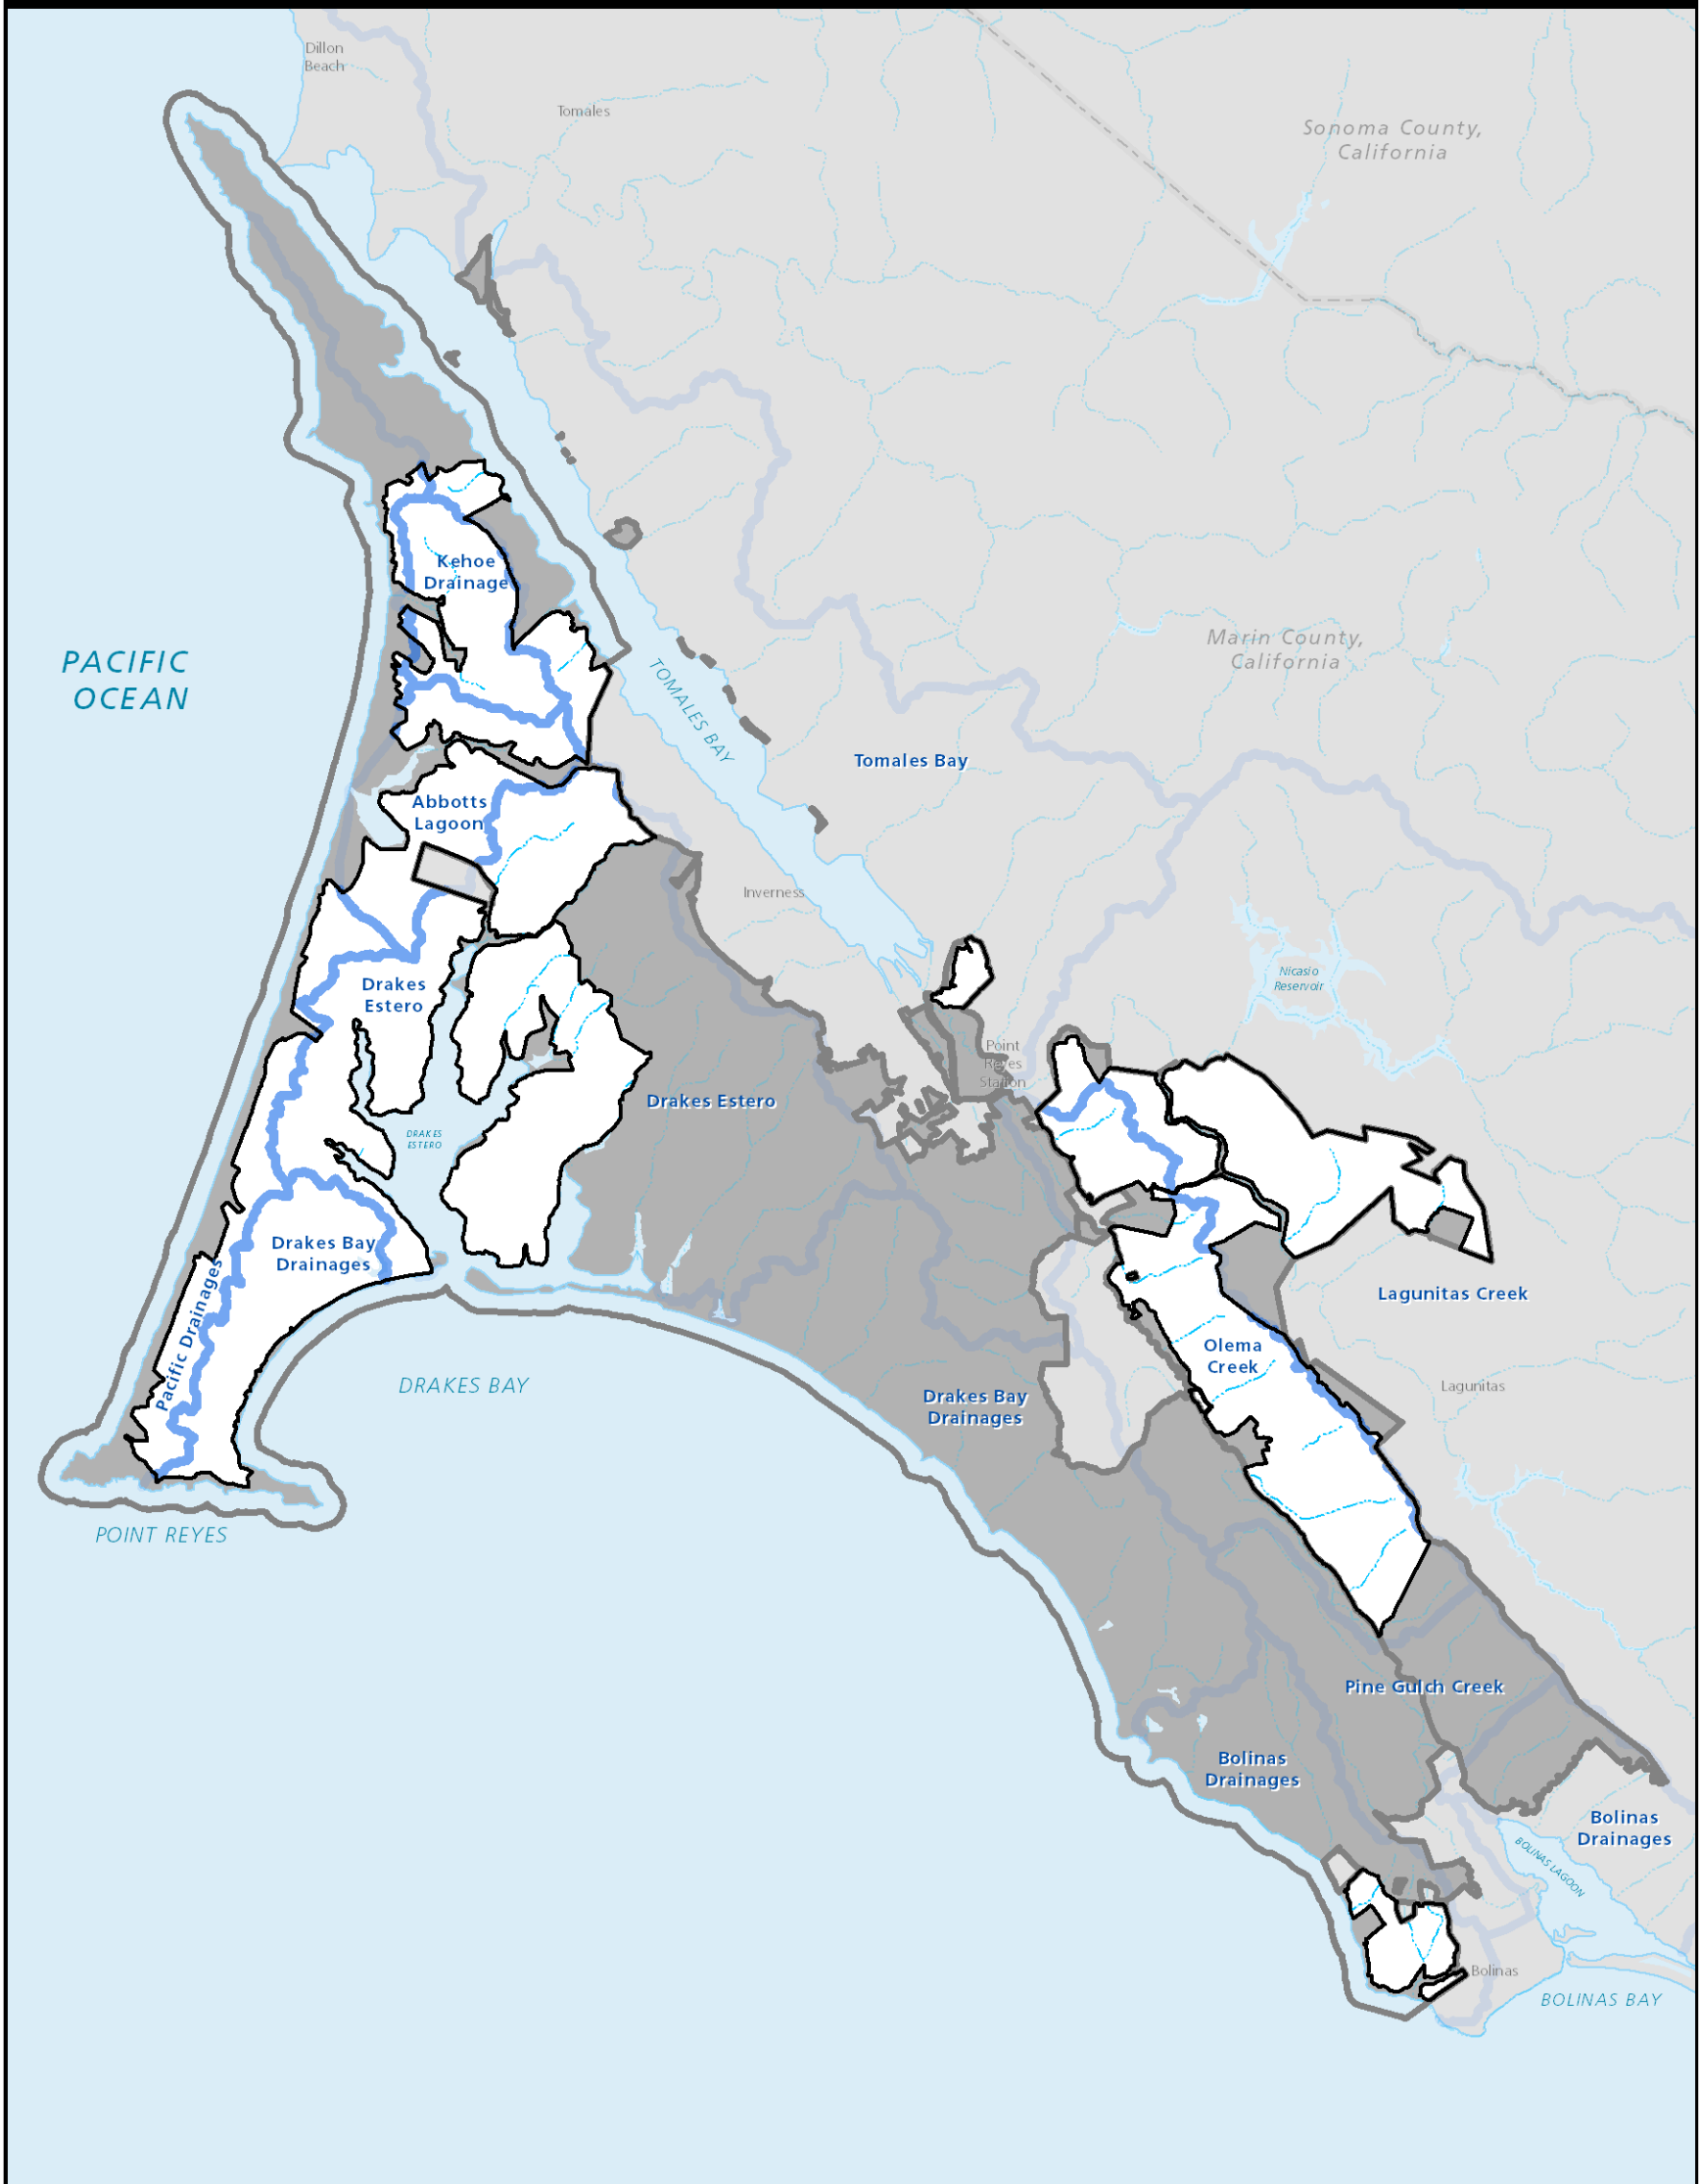 Dillon
Beach
Tomales
Sonoma County,
California
Kehoe
Drainage
PACIFIC
OCEAN
TOMALES BAY
Marin County,
California
Tomales Bay
Abbotts
Lagoon
Inverness
Drakes
Estero
Nicasio
Reservoir
Point
Reyes
Station
Drakes Estero
DRAKES
ESTERO
Drakes Bay
Drainages
Pacific Drainages
Lagunitas Creek
Olema
Creek
DRAKES BAY
Drakes Bay
Drainages
Lagunitas
POINT REYES
Pine Gulch Creek
Bolinas
Drainages
Bolinas
Drainages
BOLINAS LAGOON
Bolinas
BOLINAS BAY